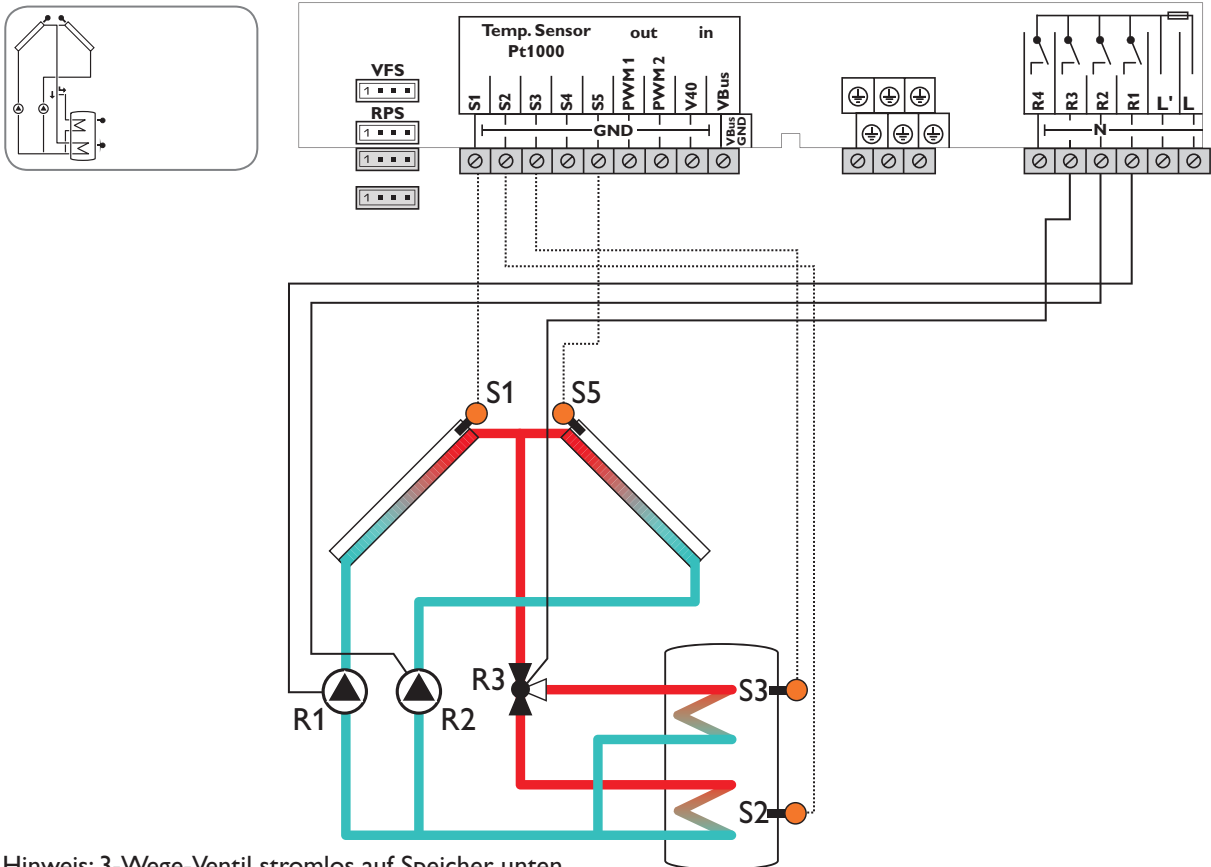 Temp. Sensor out in
Pt1000
VFS
1
RPS
1
1
1
S1 S2 S3 S4 S5 PWM 1 PWM 2 V40 VBus
GND
VBus GND
R4 R3 R2 R1 L' L
N
S1 S5
R3
R1 R2
S3
S2
Hinweis: 3-Wege-Ventil stromlos auf Speicher unten